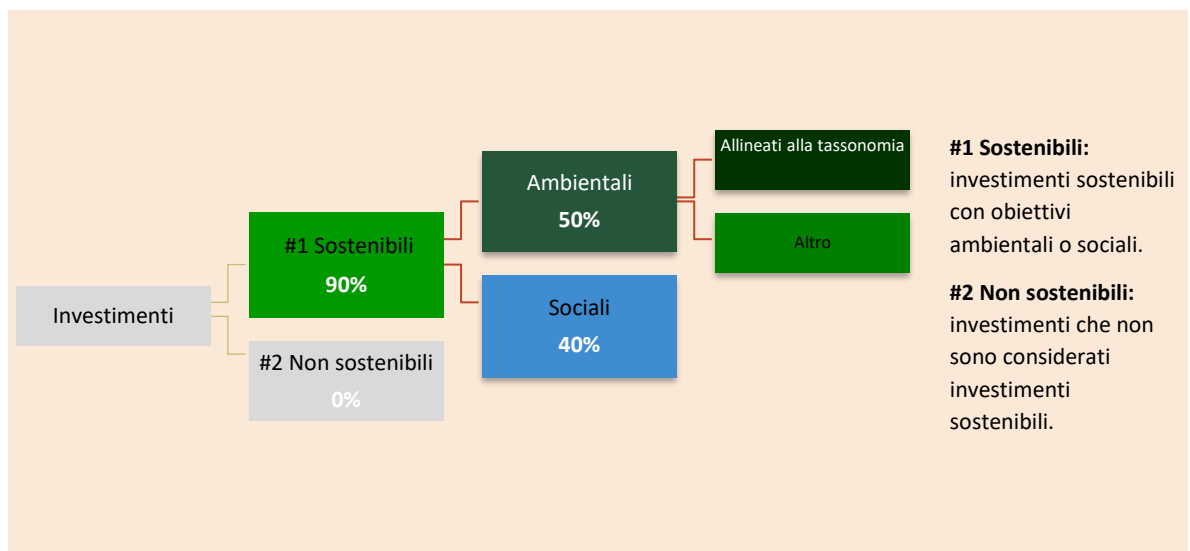 Investimenti
#1 Sostenibili
90%
#2 Non sostenibili
0%
Ambientali
50%
Sociali
40%
Allineati alla tassonomia
Altro
#1 Sostenibili:
investimenti sostenibili
con obiettivi
ambientali o sociali.
#2 Non sostenibili:
investimenti che non
sono considerati
investimenti
sostenibili.